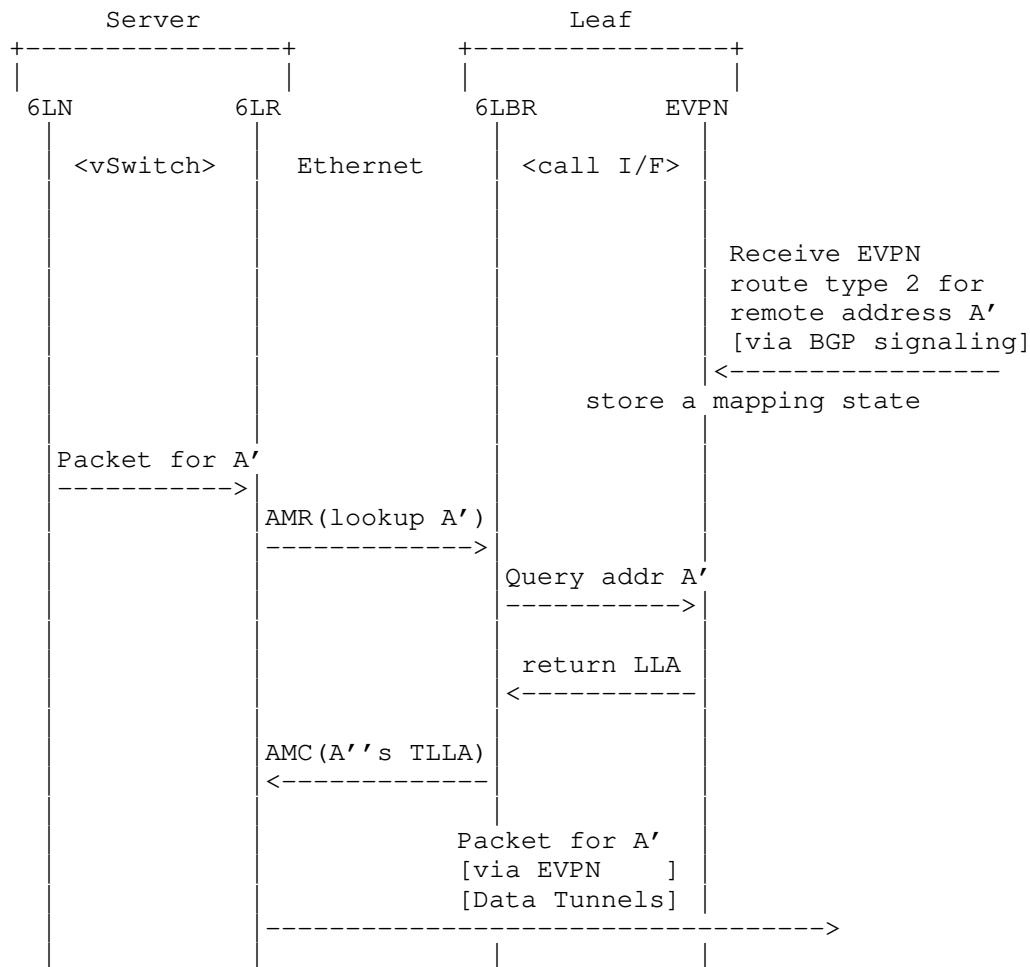 Server Leaf
6LN 6LR 6LBR EVPN
<vSwitch> Ethernet <call I/F>
Receive EVPN
route type 2 for
remote address A'
[via BGP signaling]
store a mapping state
Packet for A'
AMR(lookup A')
Query addr A'
return LLA
AMC(A''s TLLA)
Packet for A'
[via EVPN ]
[Data Tunnels]